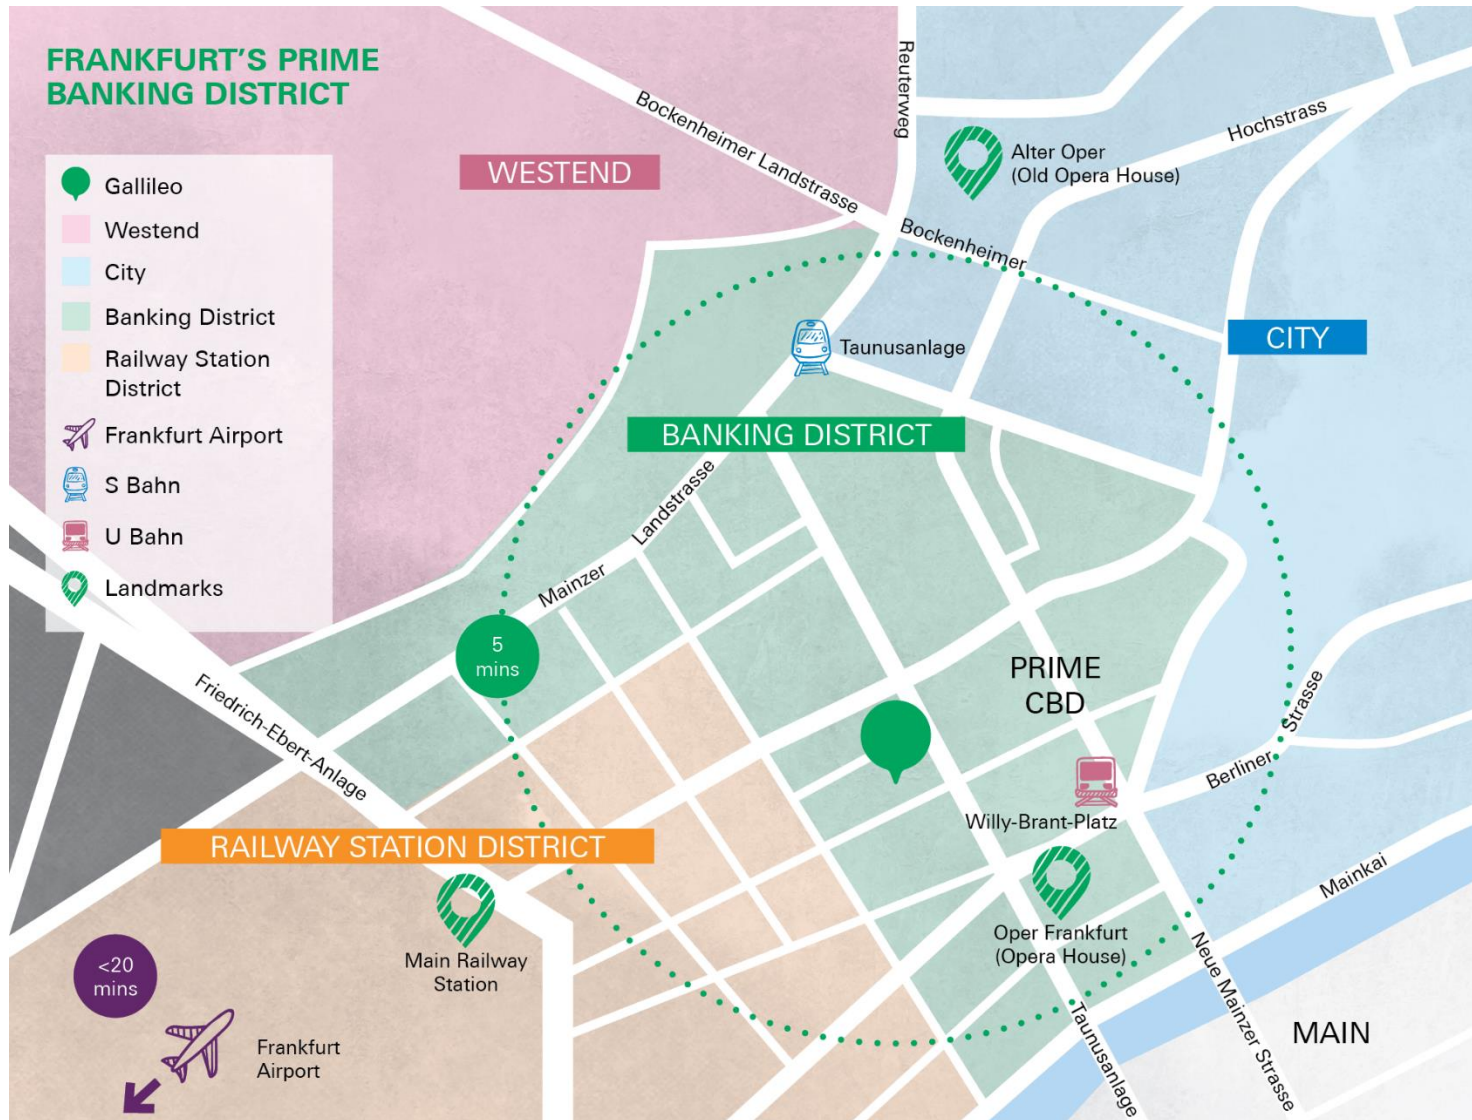 FRANKFURT'S PRIME
BANKING DISTRICT
Gallileo
Westend
City
Banking District
Railway Station
District
Frankfurt Airport
S Bahn
U Bahn
Landmarks
WESTEND
Bockenheimer Landstrasse
Reuterweg
Hochstrass
Alter Oper
(Old Opera House)
Bockenheimer
CITY
Taunusanlage
BANKING DISTRICT
Mainzer Landstrasse
5
mins
Friedrich-Ebert-Anlage
PRIME
CBD
Berliner Strasse
Willy-Brant-Platz
RAILWAY STATION DISTRICT
Mainkai
Main Railway
Station
Oper Frankfurt
(Opera House)
<20
mins
Frankfurt
Airport
Taunusanlage
Neue Mainzer Strasse
MAIN